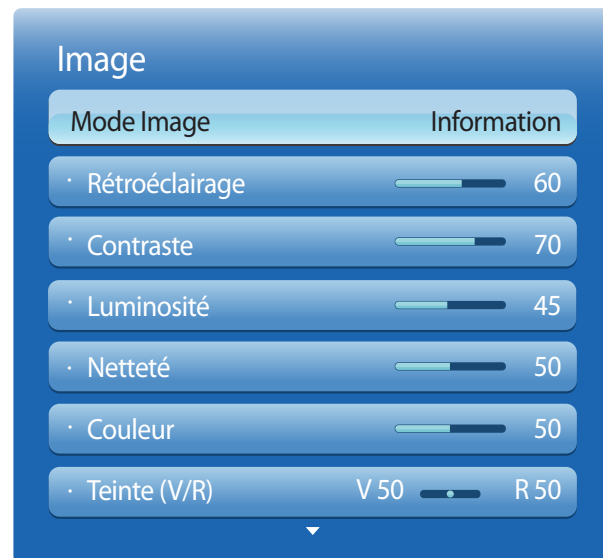 Image
Mode Image Information
· Rétroéclairage 60
· Contraste 70
· Luminosité 45
· Netteté 50
· Couleur 50
· Teinte (V/R) V 50 R 50